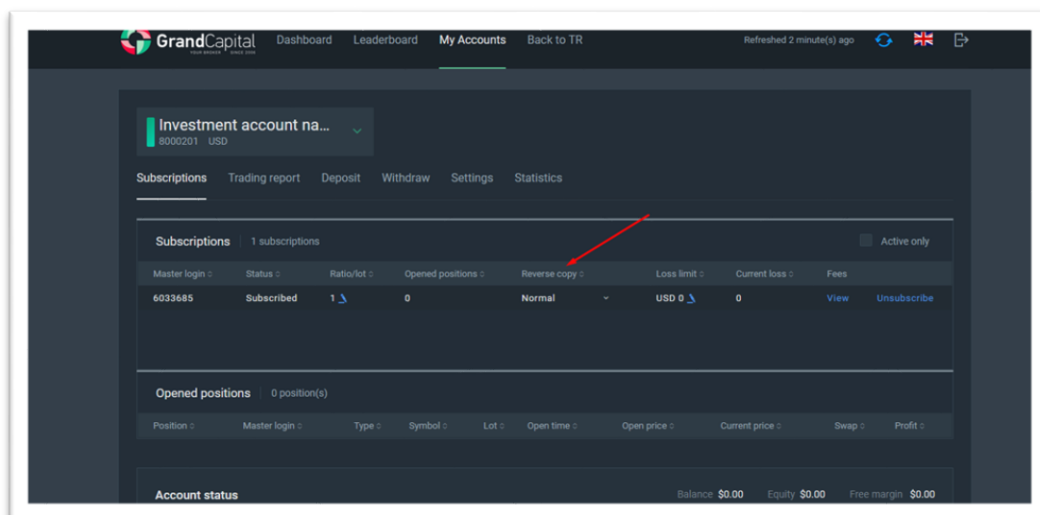 GrandCapital Dashboard Leaderboard My Accounts Back to TR Refreshed 2 minute(s) ago
YOUR BROKER SINCE 2006
Investment account na...
8000201 USD
Subscriptions Trading report Deposit Withdraw Settings Statistics
Subscriptions 1 subscriptions Active only
Master login Status Ratio/lot Opened positions Reverse copy Loss limit Current loss Fees
6033685 Subscribed 1 0 Normal USD 0 0 View Unsubscribe
Opened positions 0 position(s)
Position Master login Type Symbol Lot Open time Open price Current price Swap Profit
Account status Balance $0.00 Equity $0.00 Free margin $0.00